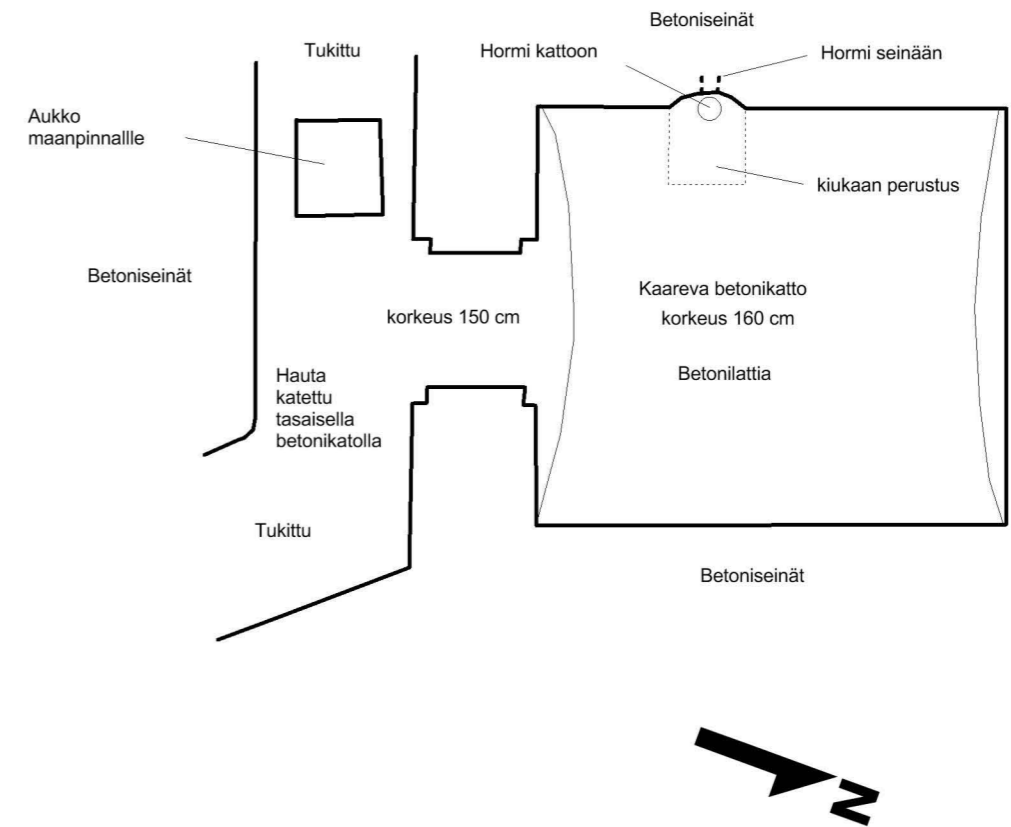 Betoniseinät
Tukittu
Hormi kattoon
Hormi seinään
Aukko
maanpinnallle
kiukaan perustus
Betoniseinät
Kaareva betonikatto
korkeus 150 cm
korkeus 160 cm
Betonilattia
Hauta
katettu
tasaisella
betonikatolla
Tukittu
Betoniseinät
N